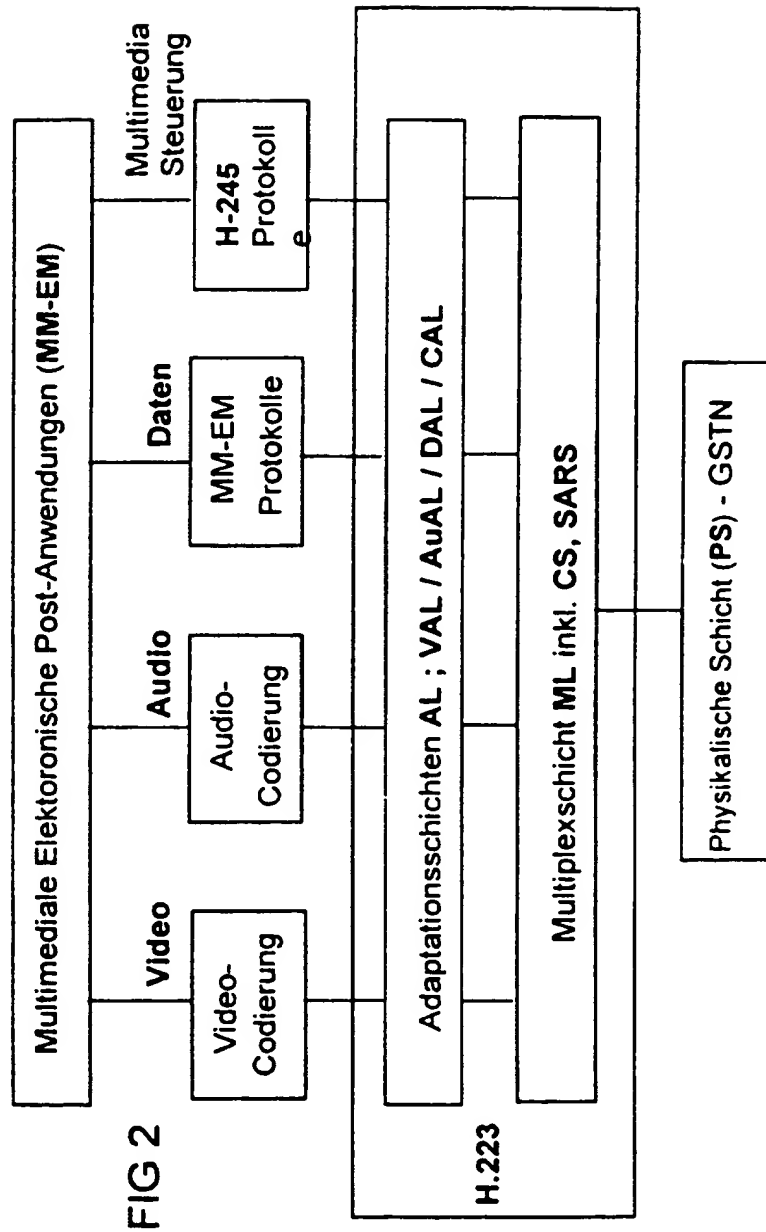 FIG 2
Multimediale Elektoronische Post-Anwendungen (MM-EM)
Video
Audio
Daten
Multimedia
Steuerung
Video-
Codierung
Audio-
Codierung
MM-EM
Protokolle
H-245
Protokoll
e
H.223
Adaptationsschichten AL ; VAL / AuAL / DAL / CAL
Multiplexschicht ML inkl. CS, SARS
Physikalische Schicht (PS) - GSTN